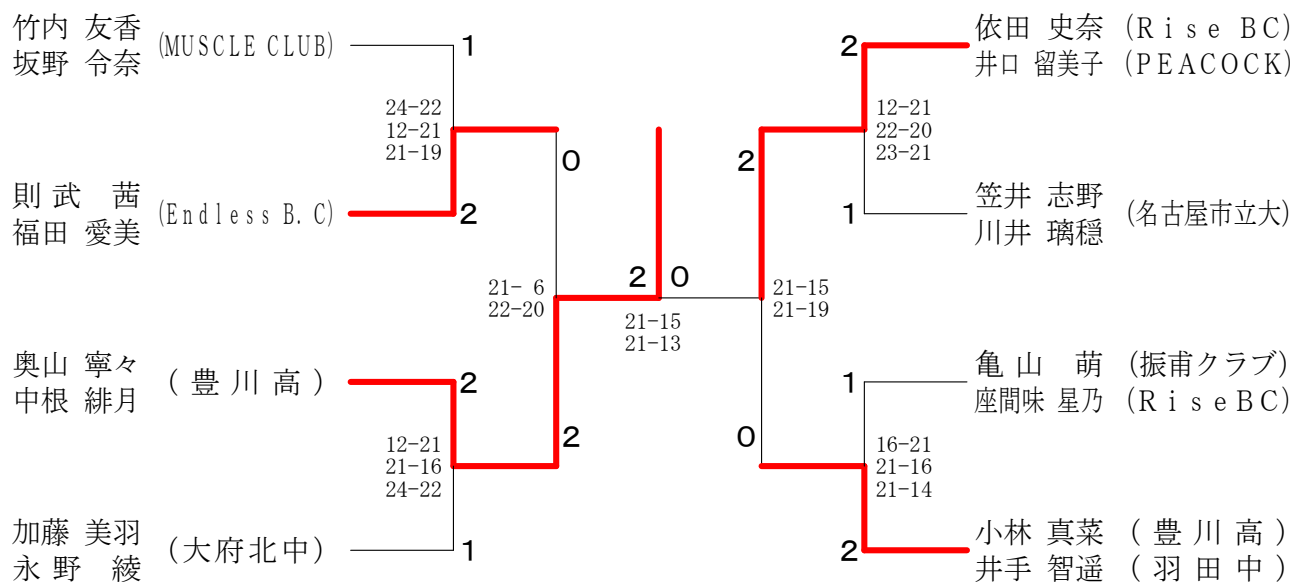 竹内 友香
坂野 令奈
(MUSCLE CLUB)
1
24-22
12-21
21-19
則武 茜
福田 愛美
(Endless B.C)
2
0
21- 6
22-20
奥山 寧々
中根 緋月
(豊川高)
2
12-21
21-16
24-22
2
加藤 美羽
永野 綾
(大府北中)
1
2 0
21-15
21-13
依田 史奈 (Rise BC)
井口 留美子 (PEACOCK)
2
12-21
22-20
23-21
2
笠井 志野
川井 璃穏
(名古屋市立大)
1
21-15
21-19
亀山 萌 (振甫クラブ)
座間味 星乃 (RiseBC)
1
16-21
21-16
21-14
0
小林 真菜 (豊川高)
井手 智遥 (羽田中)
2